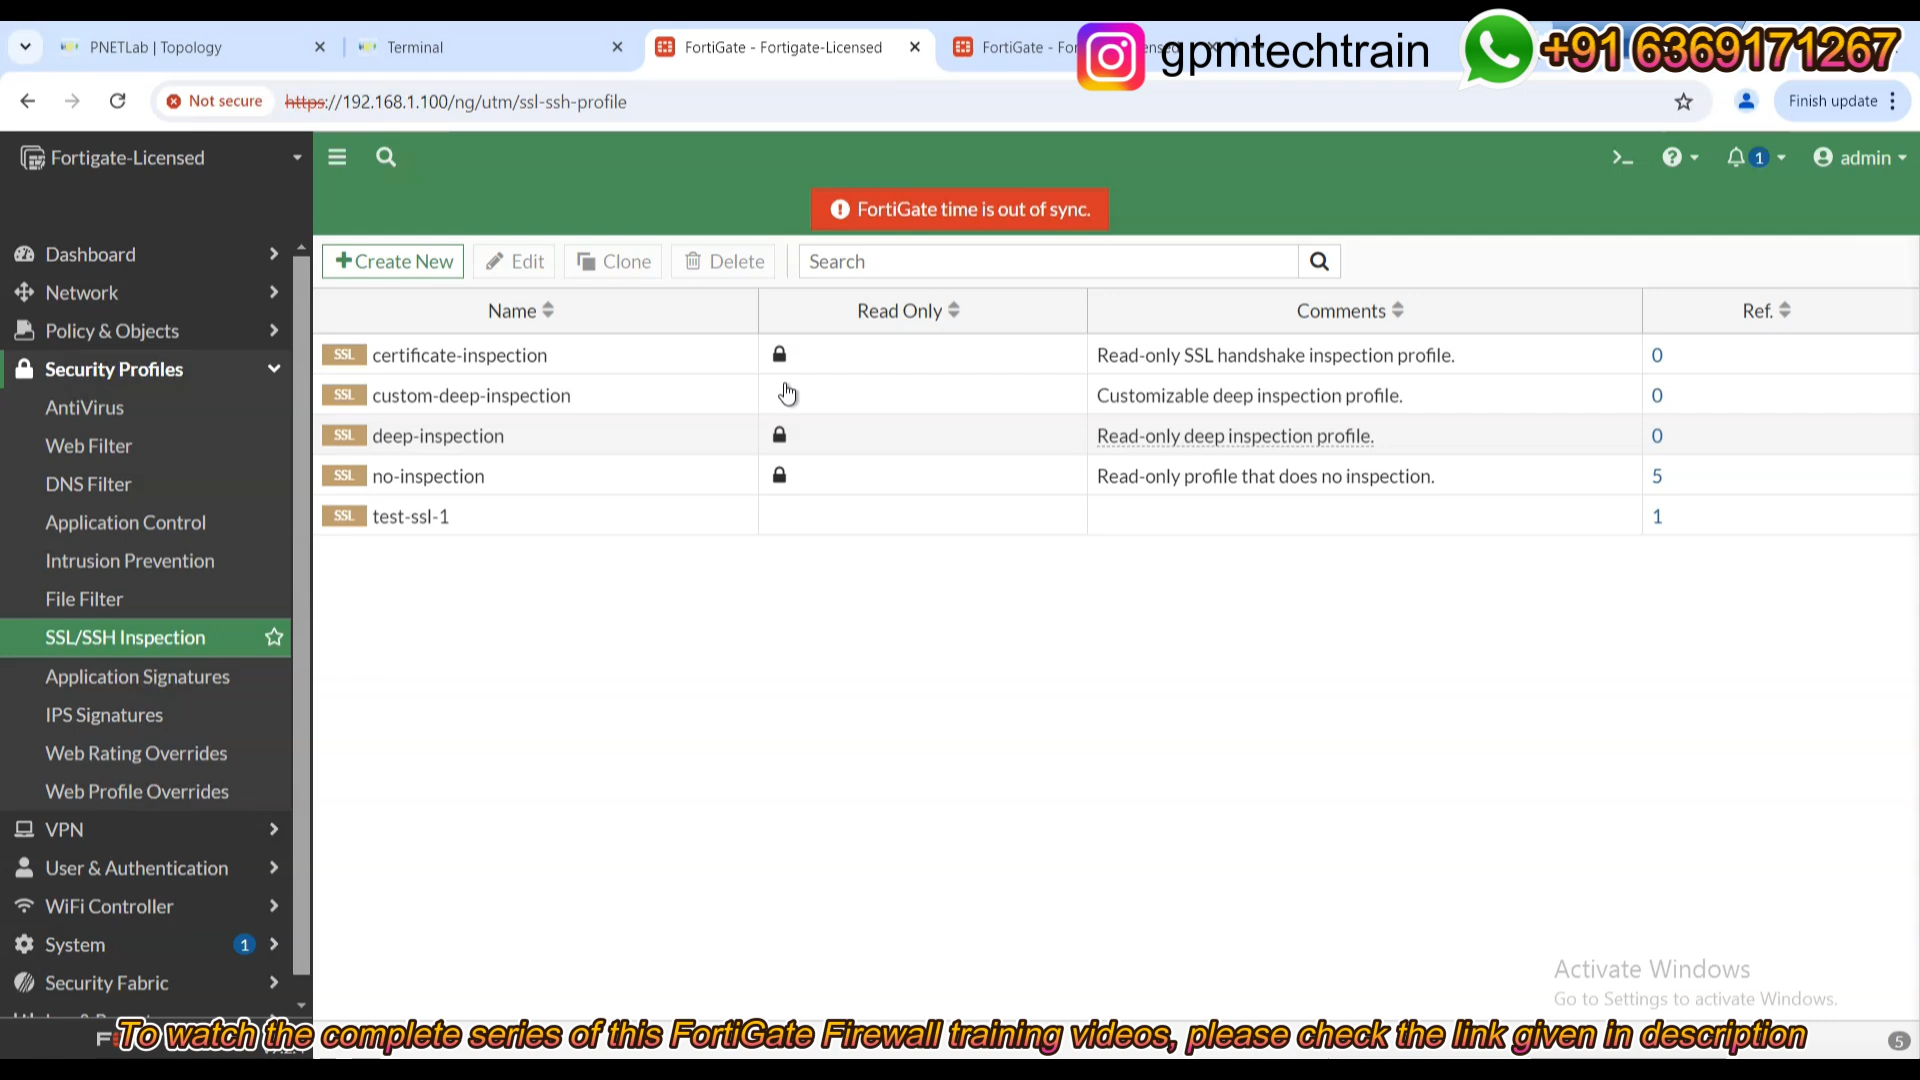 PNETLab | Topology
Terminal
FortiGate - Fortigate-Licensed
FortiGate - For
gpmtechtrain
+91 6369171267
Not secure
https://192.168.1.100/ng/utm/ssl-ssh-profile
Finish update
Fortigate-Licensed
1
admin
FortiGate time is out of sync.
Dashboard
Network
Policy & Objects
Security Profiles
AntiVirus
Web Filter
DNS Filter
Application Control
Intrusion Prevention
File Filter
SSL/SSH Inspection
Application Signatures
IPS Signatures
Web Rating Overrides
Web Profile Overrides
VPN
User & Authentication
WiFi Controller
System 1
Security Fabric
+Create New Edit Clone Delete Search
Name Read Only Comments Ref.
SSL certificate-inspection Read-only SSL handshake inspection profile. 0
SSL custom-deep-inspection Customizable deep inspection profile. 0
SSL deep-inspection Read-only deep inspection profile. 0
SSL no-inspection Read-only profile that does no inspection. 5
SSL test-ssl-1 1
Activate Windows
Go to Settings to activate Windows.
To watch the complete series of this FortiGate Firewall training videos, please check the link given in description
5